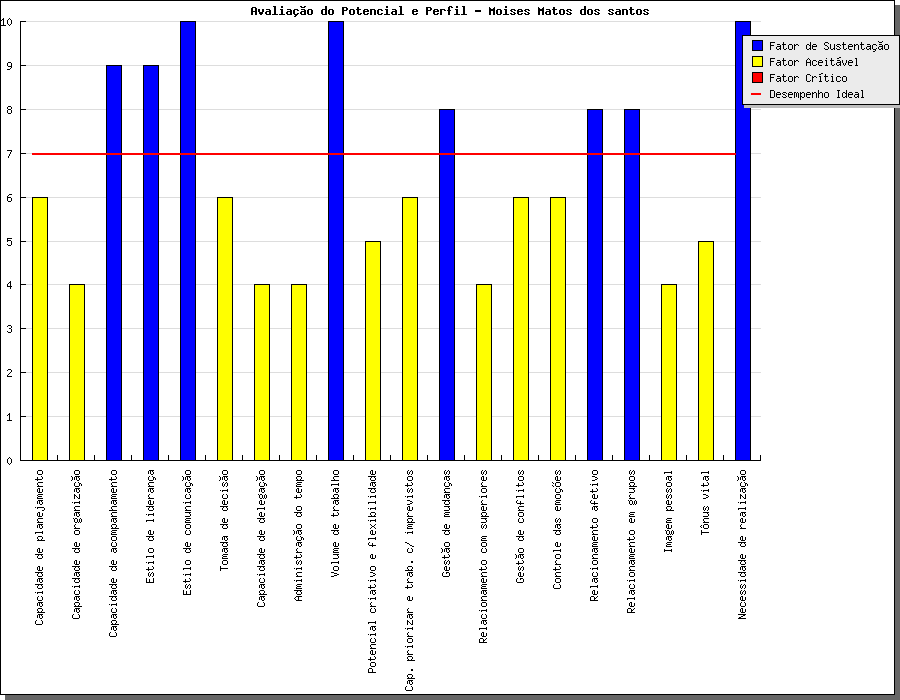 Avaliação do Potencial e Perfil - Moises Matos dos santos
Fator de Sustentação
Fator Aceitável
Fator Crítico
Desempenho Ideal
10
9
8
7
6
5
4
3
2
1
0
Capacidade de planejamento
Capacidade de organização
Capacidade de acompanhamento
Estilo de liderança
Estilo de comunicação
Tomada de decisão
Capacidade de delegação
Administração do tempo
Volume de trabalho
Potencial criativo e flexibilidade
Cap. priorizar e trab. c/ imprevistos
Gestão de mudanças
Relacionamento com superiores
Gestão de conflitos
Controle das emoções
Relacionamento afetivo
Relacionamento em grupos
Imagem pessoal
Tônus vital
Necessidade de realização